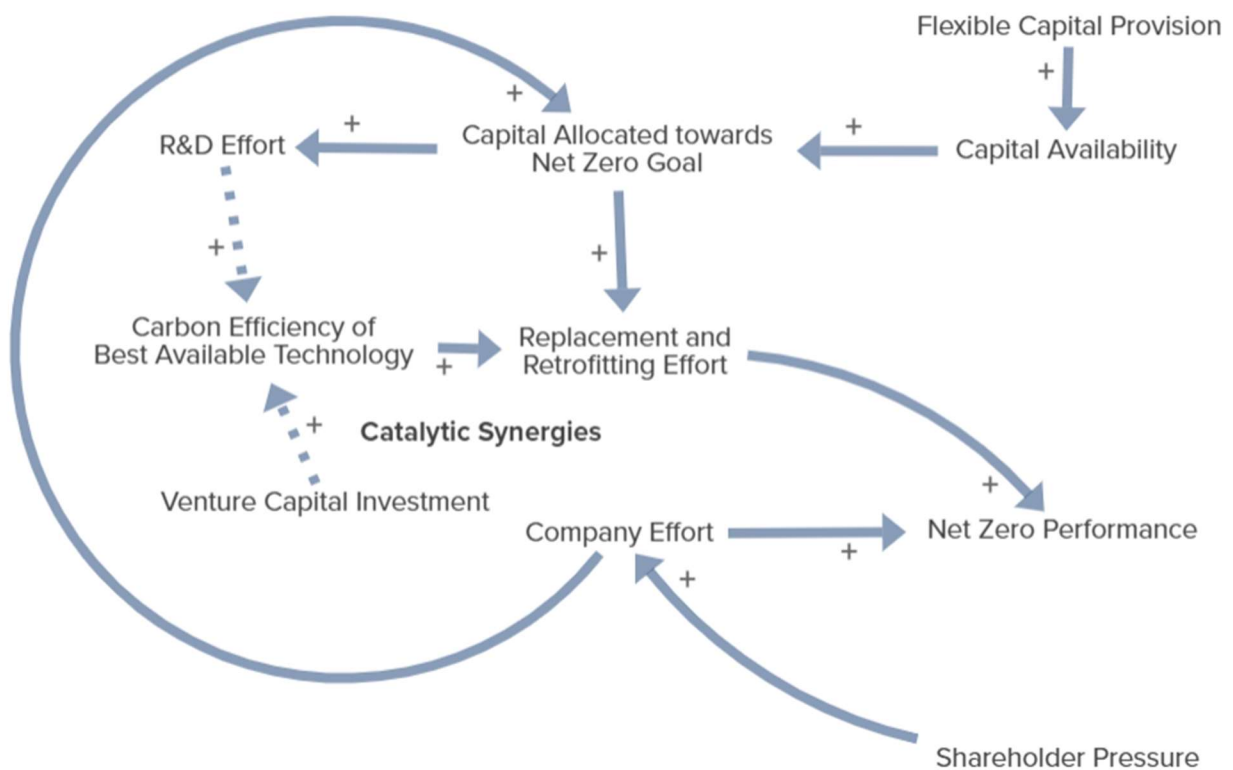 Flexible Capital Provision
+
+
+
+
R&D Effort
Capital Allocated towards
Net Zero Goal
Capital Availability
+
+
Carbon Efficiency of
Best Available Technology
+
Replacement and
Retrofitting Effort
+
Catalytic Synergies
Venture Capital Investment
+
Company Effort
+
Net Zero Performance
+
Shareholder Pressure